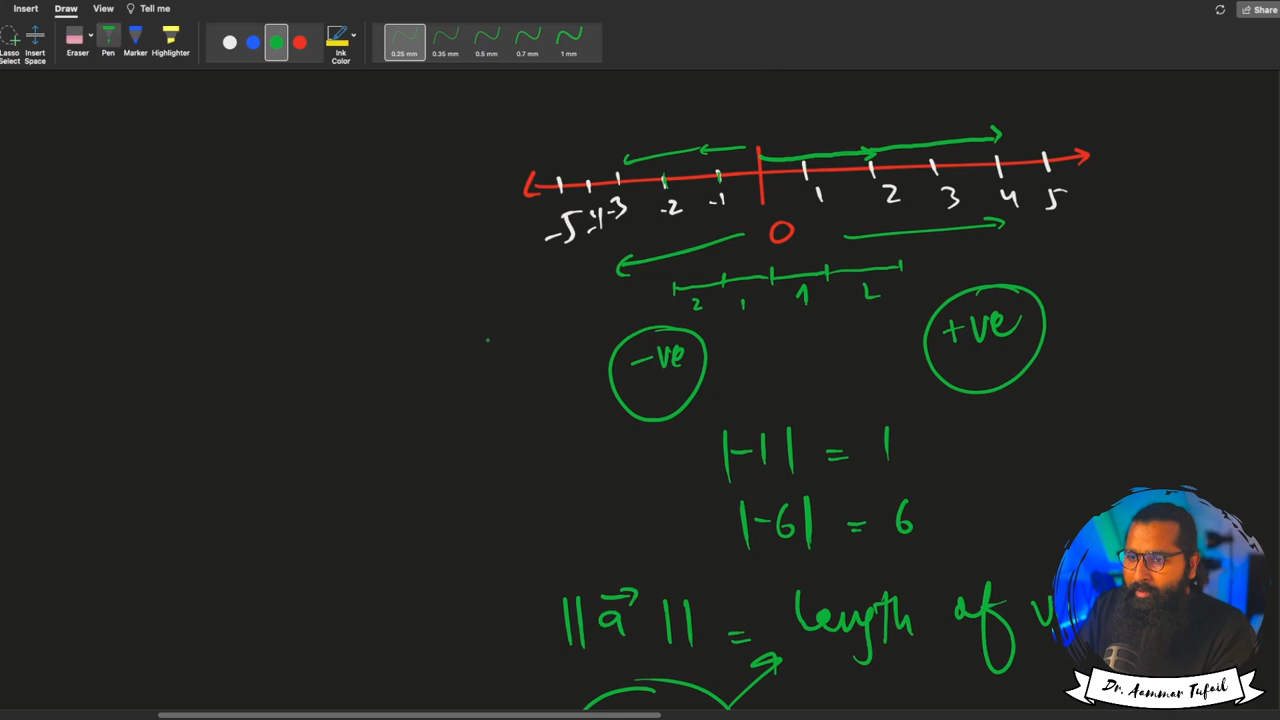 Insert Draw View Tell me Share
Lasso Select Insert Space Eraser Pen Marker Highlighter Ink Color 0.25 mm 0.35 mm 0.5 mm 0.7 mm 1 mm
-5 -4 -3 -2 -1 1 2 3 4 5
0
2 1 1 2
-ve +ve
|-1| = 1
|-6| = 6
||a⃗|| = length of v
Dr. Aammar Tufail